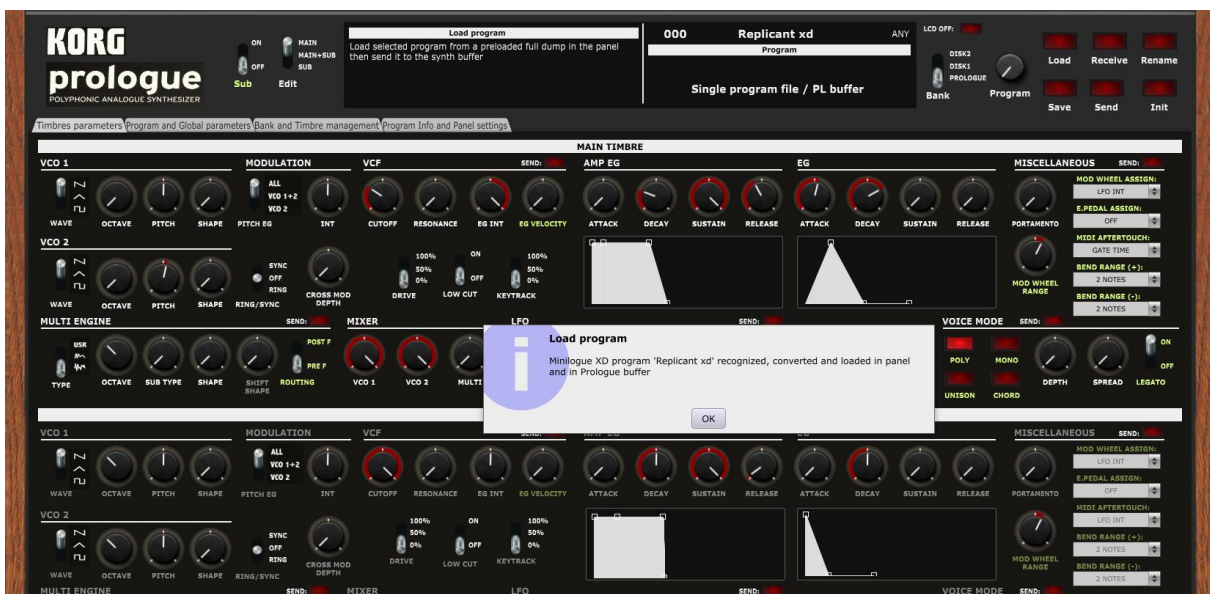 KORG
prologue
POLYPHONIC ANALOGUE SYNTHESIZER
ON
OFF
Sub
MAIN
MAIN+SUB
SUB
Edit
Load program
Load selected program from a preloaded full dump in the panel
then send it to the synth buffer
000 Replicant xd ANY
Program
Single program file / PL buffer
LCD OFF:
DISK2
DISK1
PROLOGUE
Bank
Program
Load Receive Rename
Save Send Init
Timbres parameters Program and Global parameters Bank and Timbre management Program Info and Panel settings
MAIN TIMBRE
VCO 1
WAVE OCTAVE PITCH SHAPE
MODULATION
ALL
VCO 1+2
VCO 2
PITCH EG INT
VCF SEND:
CUTOFF RESONANCE EG INT EG VELOCITY
AMP EG
ATTACK DECAY SUSTAIN RELEASE
EG
ATTACK DECAY SUSTAIN RELEASE
MISCELLANEOUS SEND:
PORTAMENTO
MOD WHEEL ASSIGN:
LFO INT
E.PEDAL ASSIGN:
OFF
MIDI AFTERTOUCH:
GATE TIME
BEND RANGE (+):
2 NOTES
BEND RANGE (-):
2 NOTES
MOD WHEEL
RANGE
VCO 2
WAVE OCTAVE PITCH SHAPE
SYNC
OFF
RING
RING/SYNC
CROSS MOD
DEPTH
100%
50%
0%
DRIVE
ON
OFF
LOW CUT
100%
50%
0%
KEYTRACK
MULTI ENGINE SEND:
USR
TYPE OCTAVE SUB TYPE SHAPE
SHIFT
SHAPE
POST F
PRE F
ROUTING
MIXER
VCO 1 VCO 2 MULTI
LFO SEND:
Load program
Minilogue XD program 'Replicant xd' recognized, converted and loaded in panel
and in Prologue buffer
OK
VOICE MODE SEND:
POLY MONO
UNISON CHORD
DEPTH SPREAD
ON
OFF
LEGATO
VCO 1
WAVE OCTAVE PITCH SHAPE
MODULATION
ALL
VCO 1+2
VCO 2
PITCH EG INT
VCF SEND:
CUTOFF RESONANCE EG INT EG VELOCITY
AMP EG
ATTACK DECAY SUSTAIN RELEASE
EG
ATTACK DECAY SUSTAIN RELEASE
MISCELLANEOUS SEND:
PORTAMENTO
MOD WHEEL ASSIGN:
LFO INT
E.PEDAL ASSIGN:
OFF
MIDI AFTERTOUCH:
LFO INT
BEND RANGE (+):
2 NOTES
BEND RANGE (-):
2 NOTES
MOD WHEEL
RANGE
VCO 2
WAVE OCTAVE PITCH SHAPE
SYNC
OFF
RING
RING/SYNC
CROSS MOD
DEPTH
100%
50%
0%
DRIVE
ON
OFF
LOW CUT
100%
50%
0%
KEYTRACK
MULTI ENGINE SEND:
MIXER
LFO SEND:
VOICE MODE SEND: